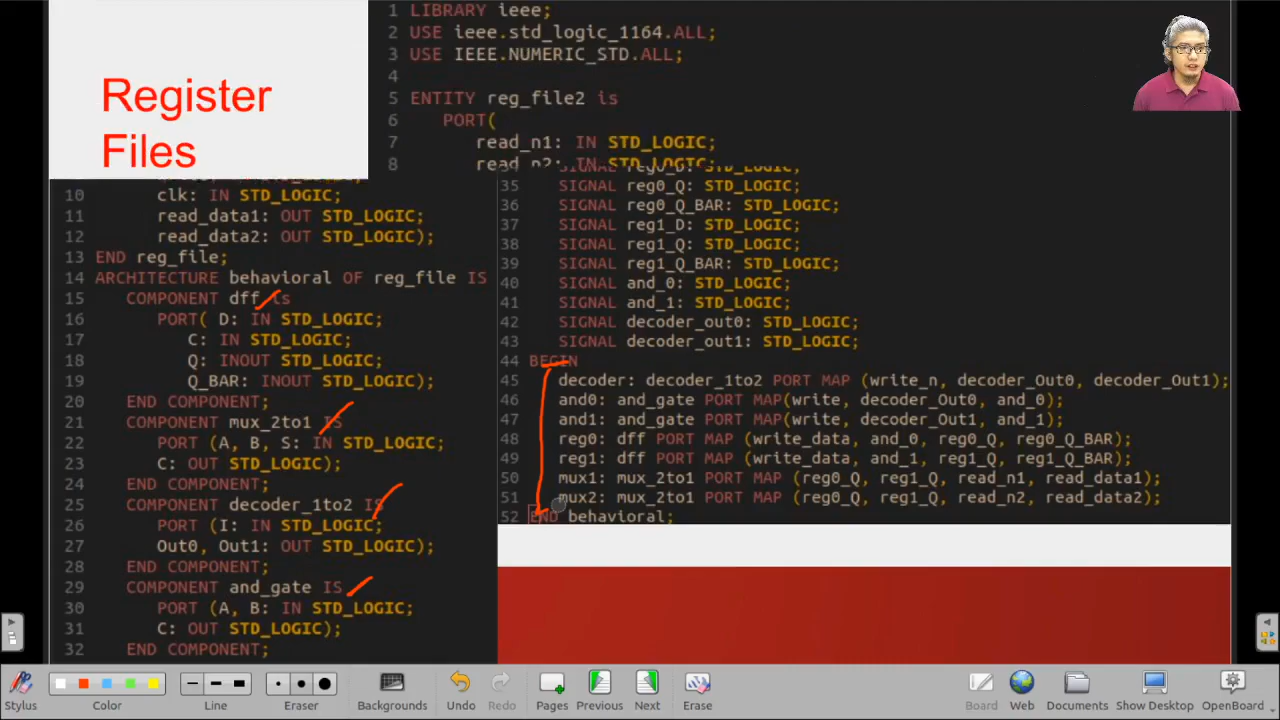 Register
Files
1 LIBRARY ieee;
2 USE ieee.std_logic_1164.ALL;
3 USE IEEE.NUMERIC_STD.ALL;
4
5 ENTITY reg_file2 is
6 PORT(
7 read_n1: IN STD_LOGIC;
8 read_n2: IN STD_LOGIC;
10 clk: IN STD_LOGIC;
11 read_data1: OUT STD_LOGIC;
12 read_data2: OUT STD_LOGIC);
13 END reg_file;
14 ARCHITECTURE behavioral OF reg_file IS
15 COMPONENT dff is
16 PORT( D: IN STD_LOGIC;
17 C: IN STD_LOGIC;
18 Q: INOUT STD_LOGIC;
19 Q_BAR: INOUT STD_LOGIC);
20 END COMPONENT;
21 COMPONENT mux_2to1 IS
22 PORT (A, B, S: IN STD_LOGIC;
23 C: OUT STD_LOGIC);
24 END COMPONENT;
25 COMPONENT decoder_1to2 IS
26 PORT (I: IN STD_LOGIC;
27 Out0, Out1: OUT STD_LOGIC);
28 END COMPONENT;
29 COMPONENT and_gate IS
30 PORT (A, B: IN STD_LOGIC;
31 C: OUT STD_LOGIC);
32 END COMPONENT;
34 SIGNAL reg0_D: STD_LOGIC;
35 SIGNAL reg0_Q: STD_LOGIC;
36 SIGNAL reg0_Q_BAR: STD_LOGIC;
37 SIGNAL reg1_D: STD_LOGIC;
38 SIGNAL reg1_Q: STD_LOGIC;
39 SIGNAL reg1_Q_BAR: STD_LOGIC;
40 SIGNAL and_0: STD_LOGIC;
41 SIGNAL and_1: STD_LOGIC;
42 SIGNAL decoder_out0: STD_LOGIC;
43 SIGNAL decoder_out1: STD_LOGIC;
44 BEGIN
45 decoder: decoder_1to2 PORT MAP (write_n, decoder_Out0, decoder_Out1);
46 and0: and_gate PORT MAP(write, decoder_Out0, and_0);
47 and1: and_gate PORT MAP(write, decoder_Out1, and_1);
48 reg0: dff PORT MAP (write_data, and_0, reg0_Q, reg0_Q_BAR);
49 reg1: dff PORT MAP (write_data, and_1, reg1_Q, reg1_Q_BAR);
50 mux1: mux_2to1 PORT MAP (reg0_Q, reg1_Q, read_n1, read_data1);
51 mux2: mux_2to1 PORT MAP (reg0_Q, reg1_Q, read_n2, read_data2);
52 END behavioral;
Stylus Color Line Eraser Backgrounds Undo Redo Pages Previous Next Erase Board Web Documents Show Desktop OpenBoard